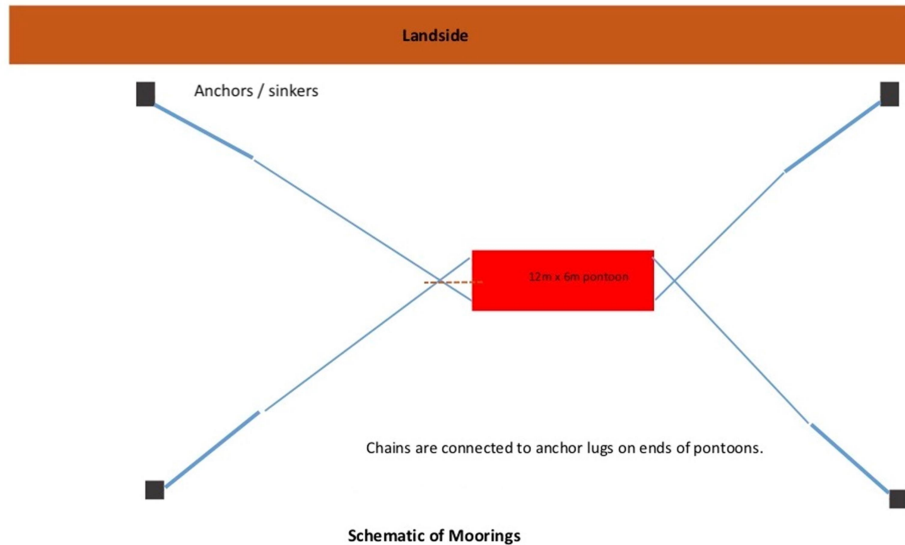 Landside
Anchors / sinkers
12m x 6m pontoon
Chains are connected to anchor lugs on ends of pontoons.
Schematic of Moorings